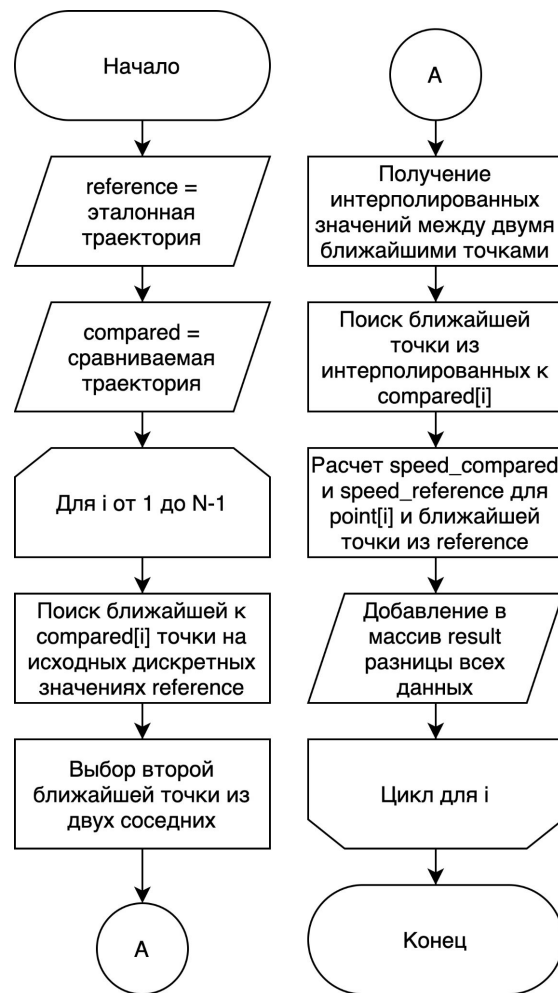 Начало
reference =
эталонная
траектория
compared =
сравниваемая
траектория
Для i от 1 до N-1
Поиск ближайшей к
compared[i] точки на
исходных дискретных
значениях reference
Выбор второй
ближайшей точки из
двух соседних
A
A
Получение
интерполированных
значений между двумя
ближайшими точками
Поиск ближайшей
точки из
интерполированных к
compared[i]
Расчет speed_compared
и speed_reference для
point[i] и ближайшей
точки из reference
Добавление в
массив result
разницы всех
данных
Цикл для i
Конец